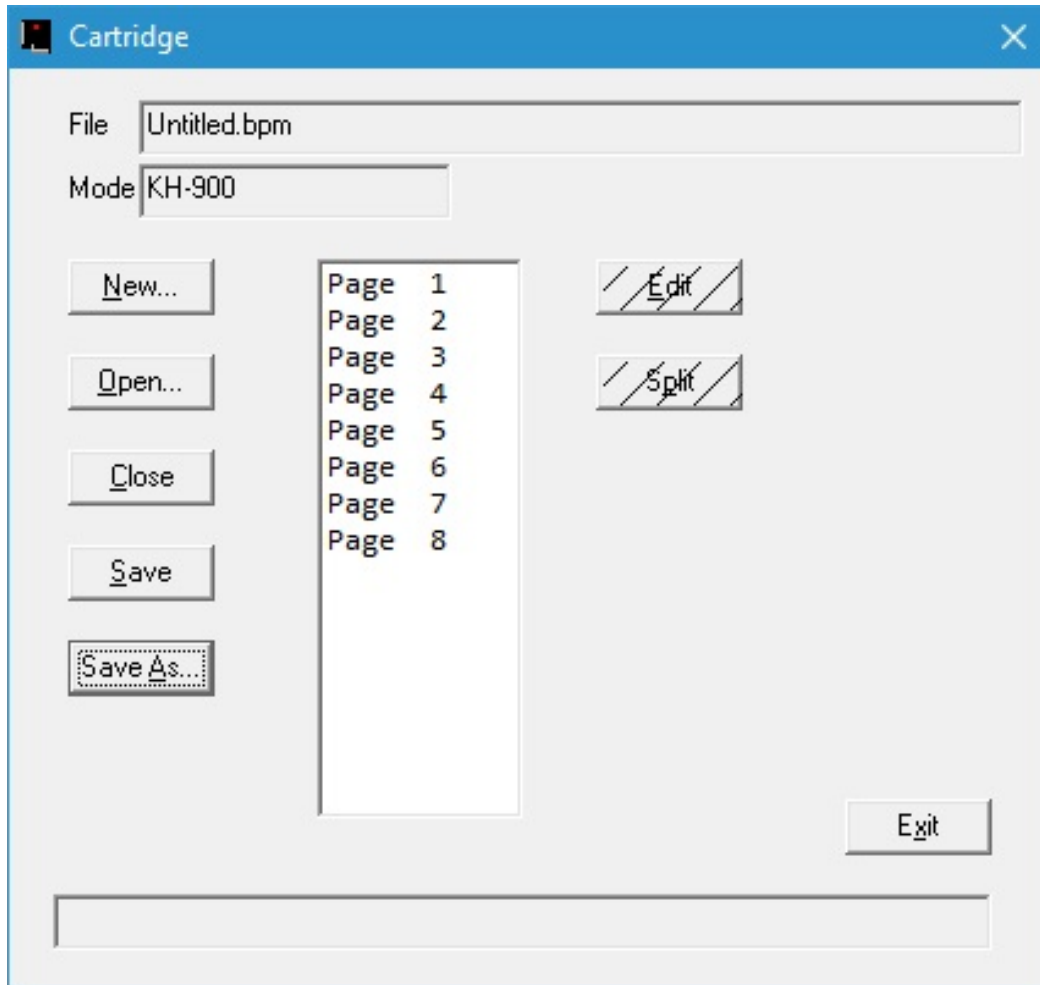 Cartridge
File Untitled.bpm
Mode KH-900
New...
Open...
Close
Save
Save As...
Page 1
Page 2
Page 3
Page 4
Page 5
Page 6
Page 7
Page 8
Edit
Split
Exit